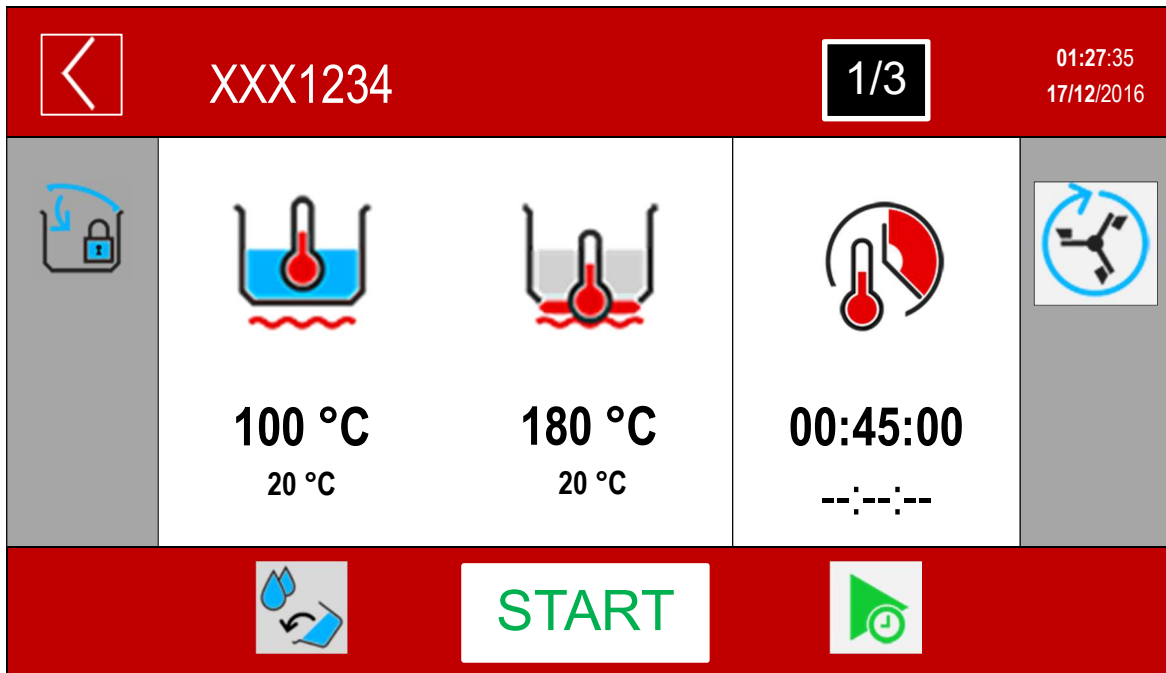 XXX1234
1/3
01:27:35
17/12/2016
100 °C
180 °C
00:45:00
20 °C
20 °C
--:--:--
START